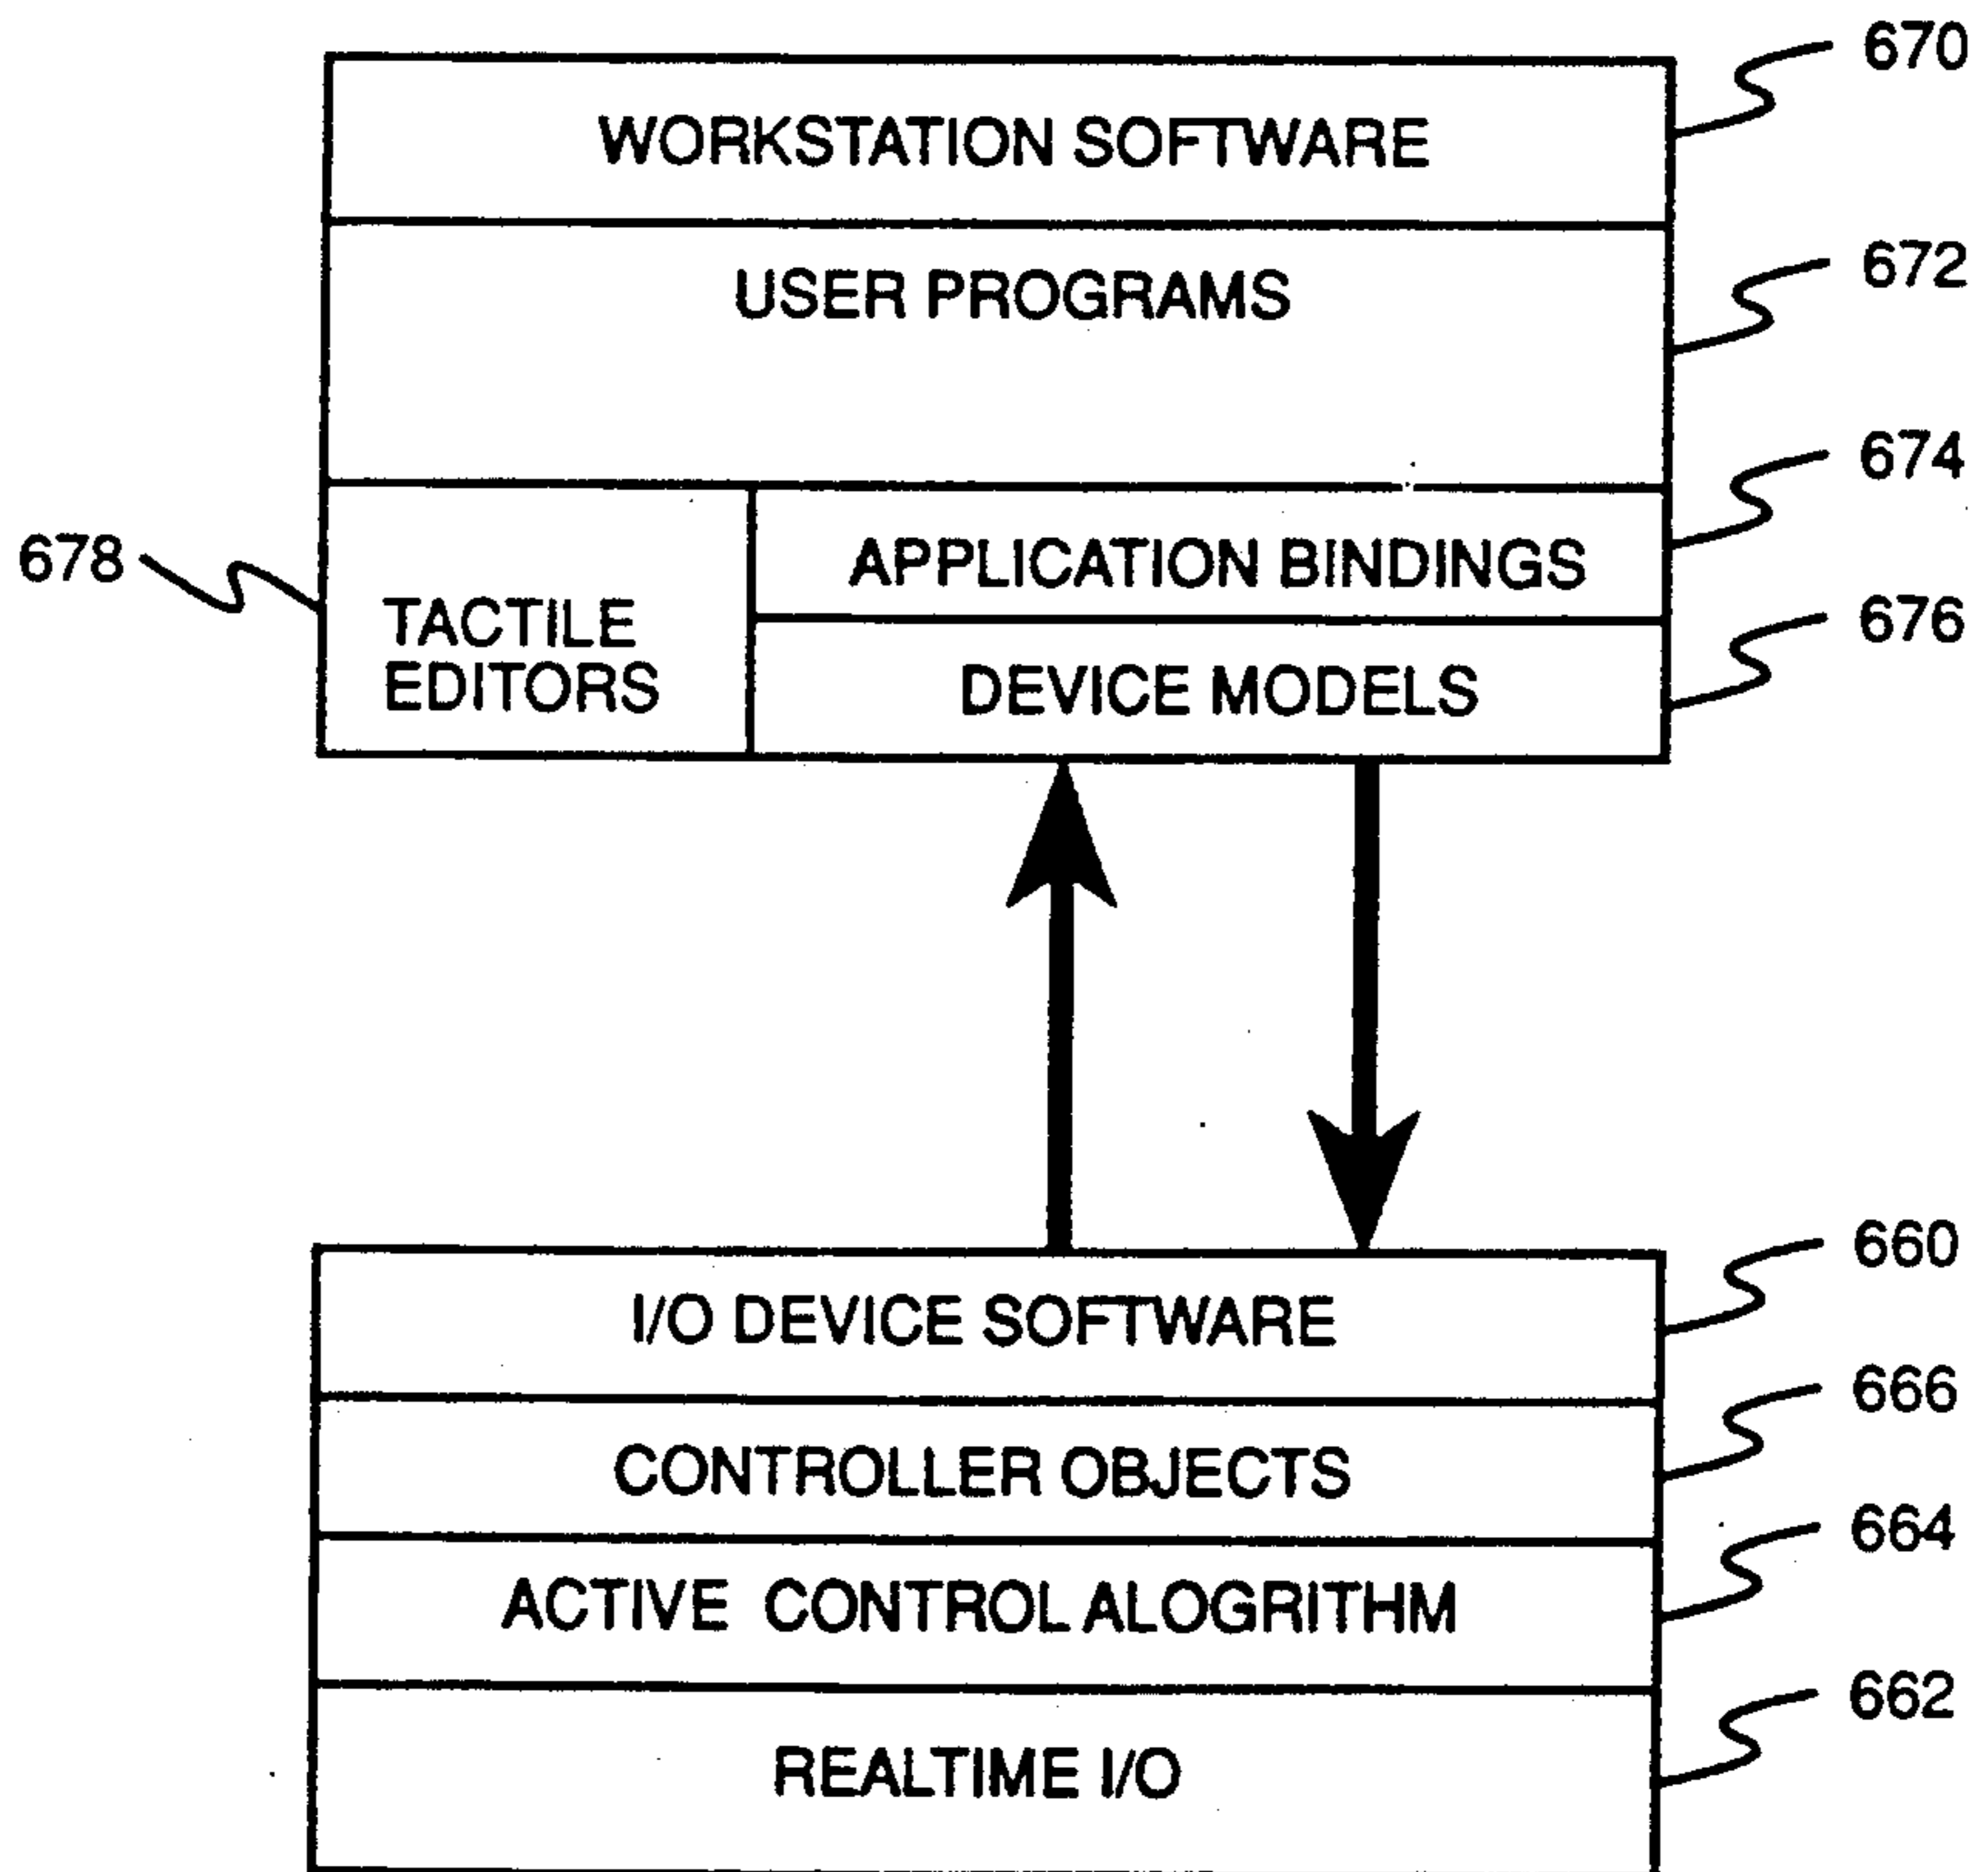 WORKSTATION SOFTWARE
670
USER PROGRAMS
672
APPLICATION BINDINGS
674
678
TACTILE
EDITORS
DEVICE MODELS
676
I/O DEVICE SOFTWARE
660
CONTROLLER OBJECTS
666
ACTIVE CONTROL ALOGRITHM
664
REALTIME I/O
662